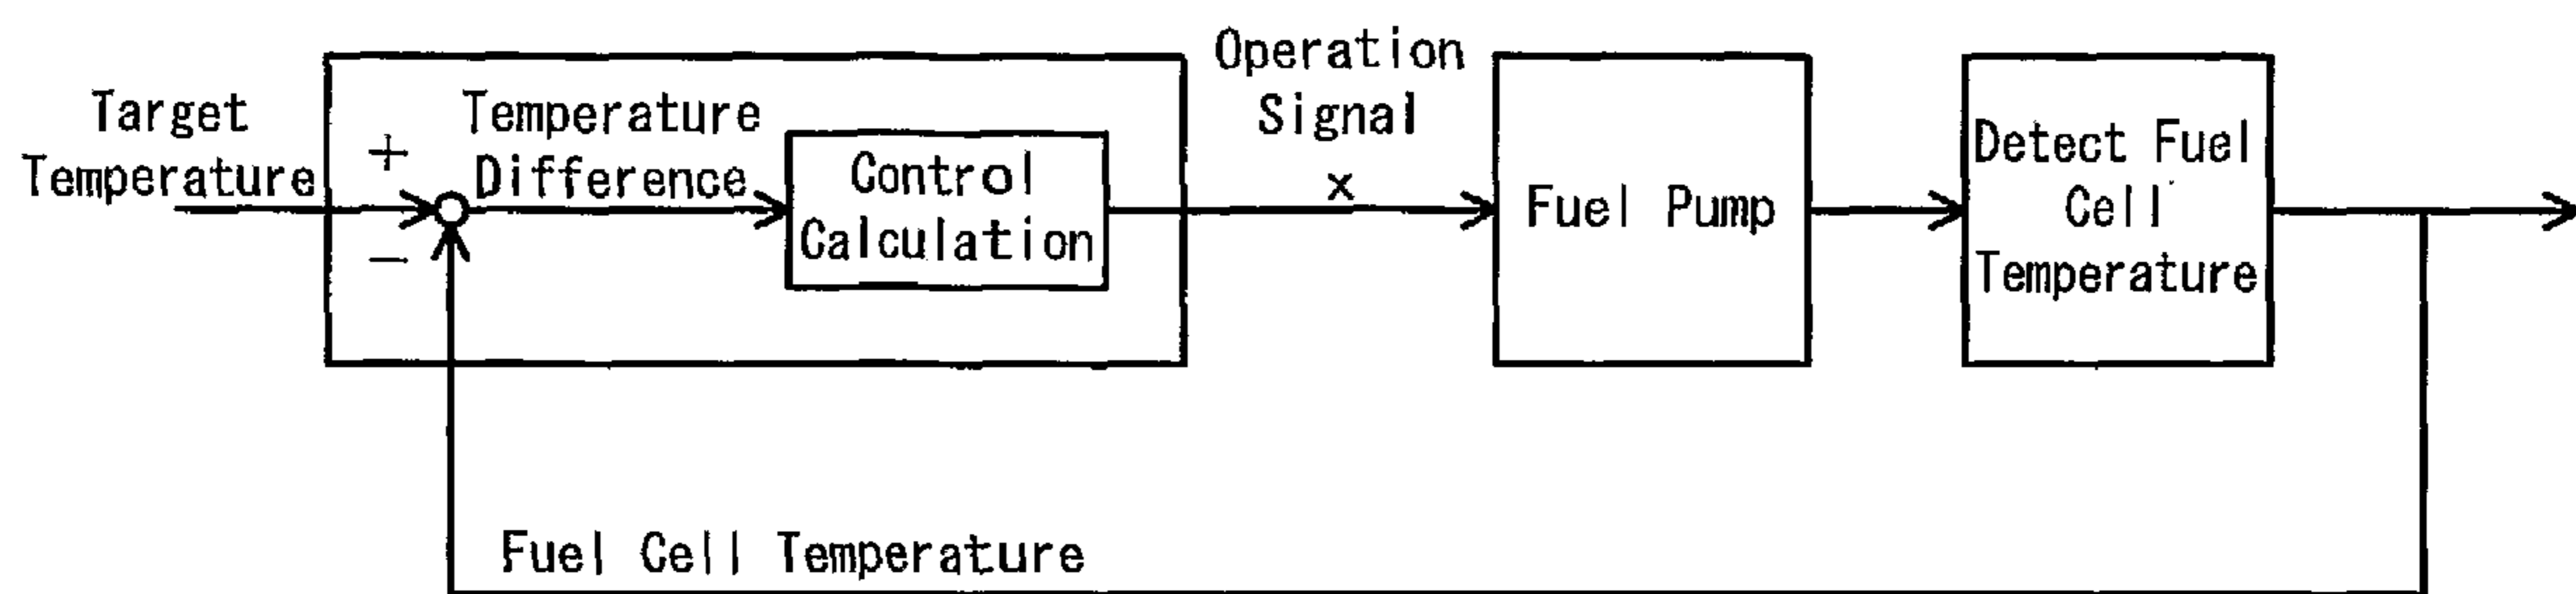 Target
Temperature
+
−
Temperature
Difference
Control
Calculation
Operation
Signal
x
Fuel Pump
Detect Fuel
Cell
Temperature
Fuel Cell Temperature